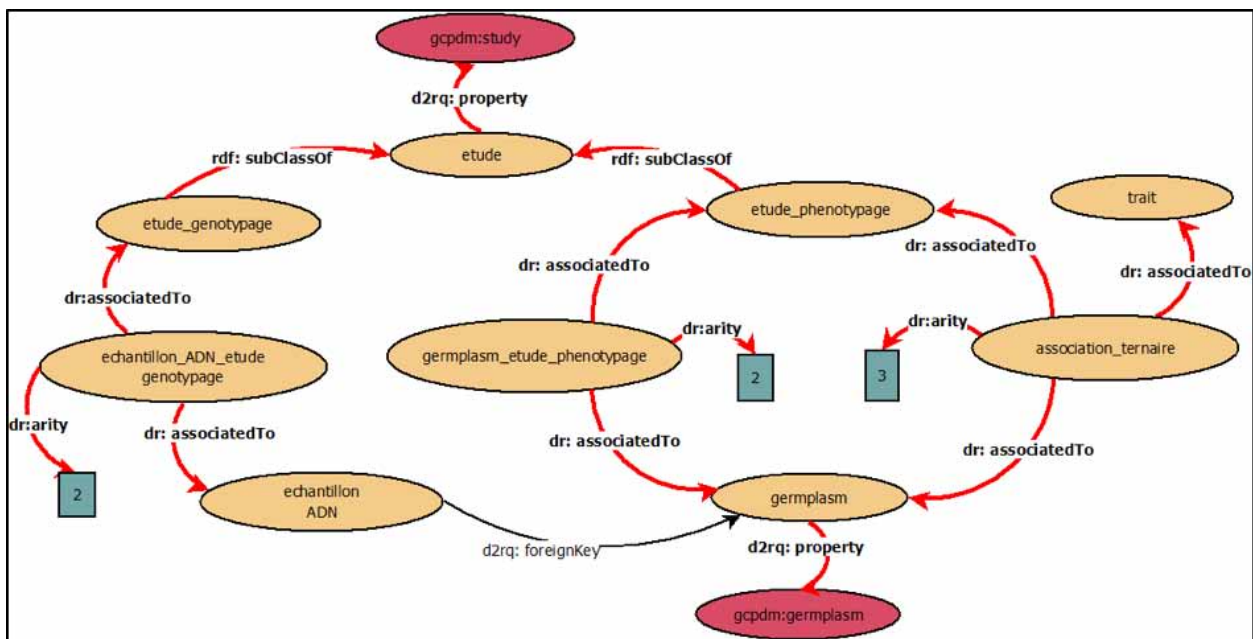 gcpdm:study
d2rq: property
etude
rdf: subClassOf
rdf: subClassOf
etude_genotypage
etude_phenotypage
trait
dr: associatedTo
dr: associatedTo
dr: associatedTo
dr:associatedTo
dr:arity
dr:arity
echantillon_ADN_etude
genotypage
germplasm_etude_phenotypage
association_ternaire
2
3
dr:arity
dr: associatedTo
dr: associatedTo
dr: associatedTo
2
echantillon
ADN
germplasm
d2rq: foreignKey
d2rq: property
gcpdm:germplasm